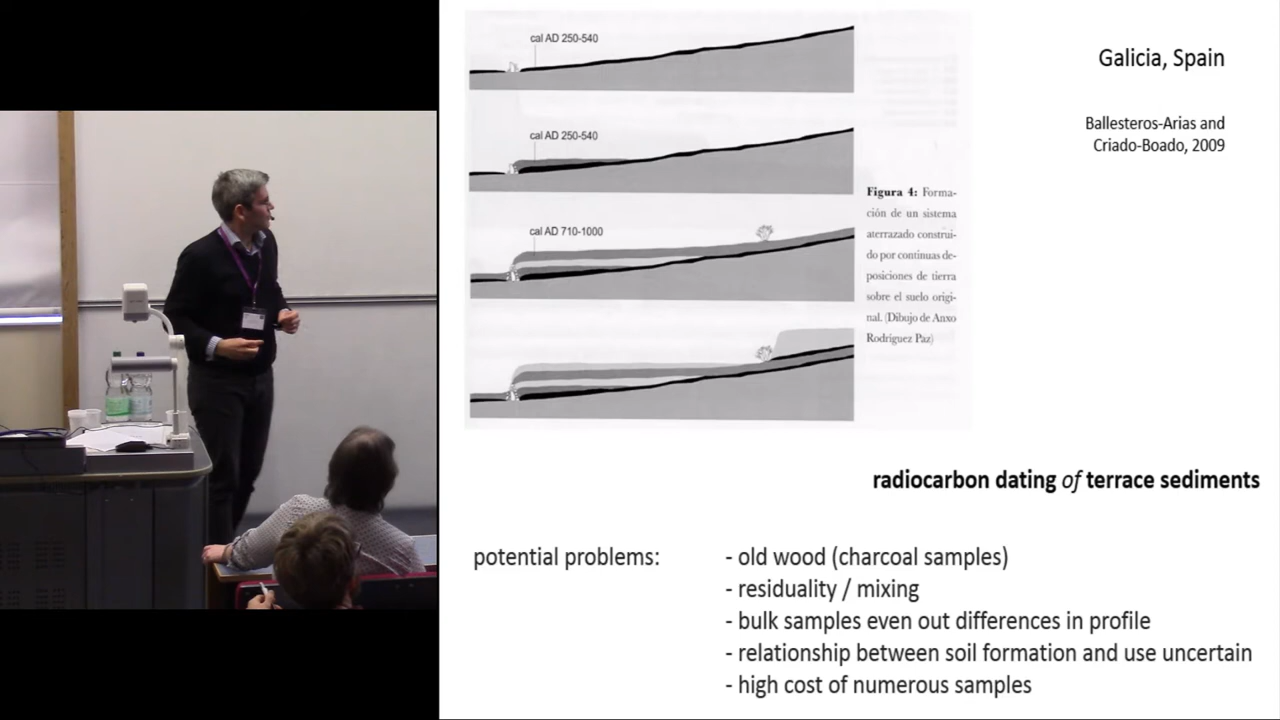 cal AD 250-540
cal AD 250-540
cal AD 710-1000
Figura 4: Forma-
ción de un sistema
aterrazado construi-
do por continuas de-
posiciones de tierra
sobre el suelo origi-
nal. (Dibujo de Anxo
Rodríguez Paz)
Galicia, Spain
Ballesteros-Arias and
Criado-Boado, 2009
radiocarbon dating of terrace sediments
potential problems:
- old wood (charcoal samples)
- residuality / mixing
- bulk samples even out differences in profile
- relationship between soil formation and use uncertain
- high cost of numerous samples